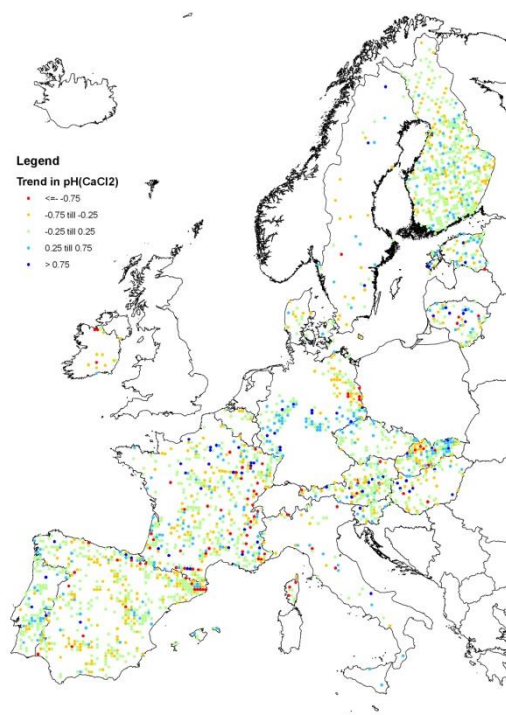 Legend
Trend in pH(CaCl2)
<=- -0.75
-0.75 till -0.25
-0.25 till 0.25
0.25 till 0.75
> 0.75